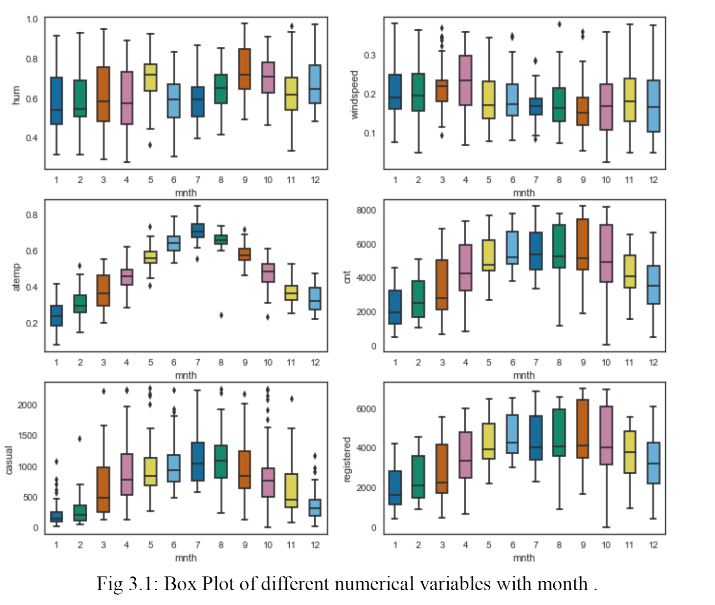 1.0
0.8
0.6
0.4
hum
1 2 3 4 5 6 7 8 9 10 11 12
mnth
0.3
0.2
0.1
windspeed
1 2 3 4 5 6 7 8 9 10 11 12
mnth
0.8
0.6
0.4
0.2
atemp
1 2 3 4 5 6 7 8 9 10 11 12
mnth
8000
6000
4000
2000
0
cnt
1 2 3 4 5 6 7 8 9 10 11 12
mnth
2000
1500
1000
500
0
casual
1 2 3 4 5 6 7 8 9 10 11 12
mnth
6000
4000
2000
0
registered
1 2 3 4 5 6 7 8 9 10 11 12
mnth
Fig 3.1: Box Plot of different numerical variables with month .